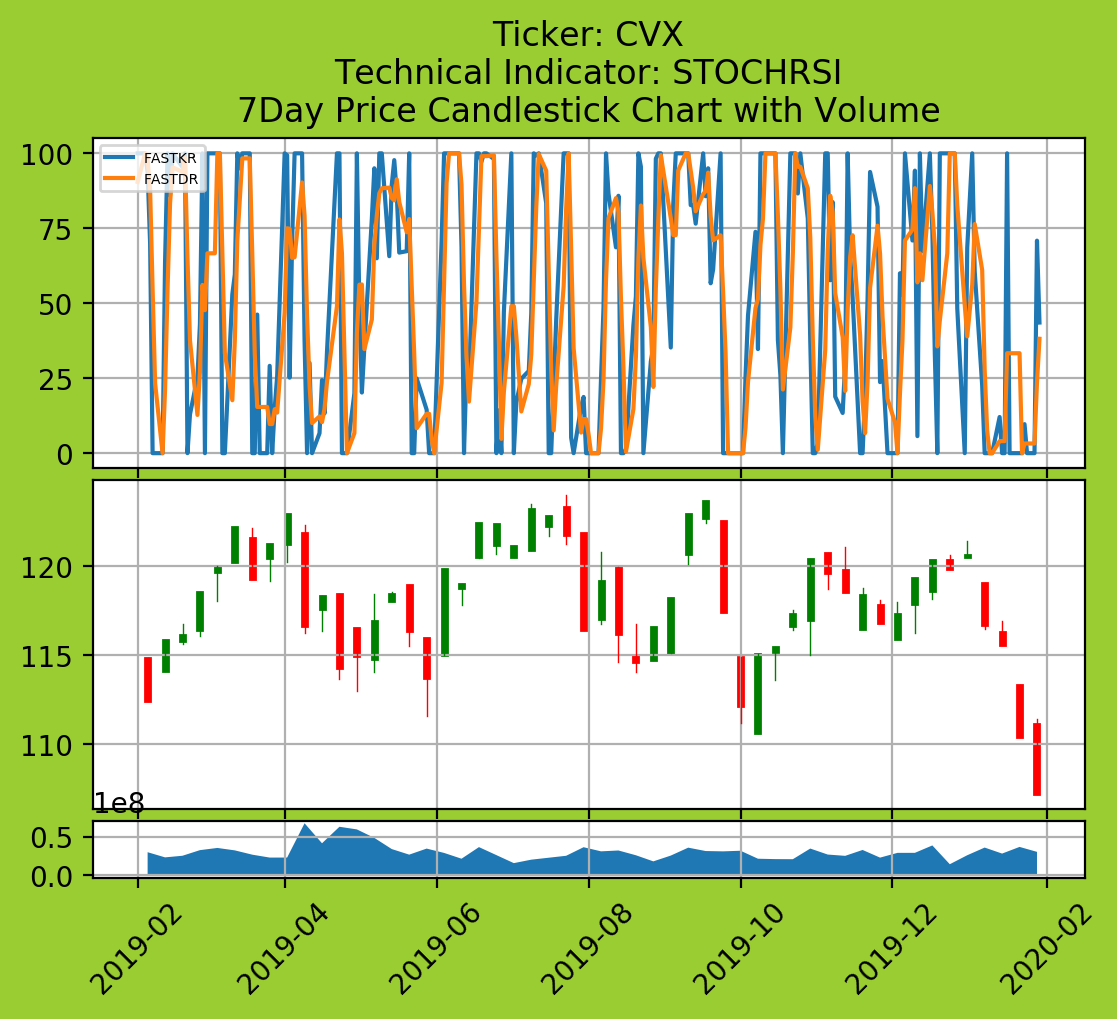 Ticker: CVX
Technical Indicator: STOCHRSI
7Day Price Candlestick Chart with Volume
FASTKR
FASTDR
100
75
50
25
0
120
115
110
1e8
0.5
0.0
2019-02
2019-04
2019-06
2019-08
2019-10
2019-12
2020-02